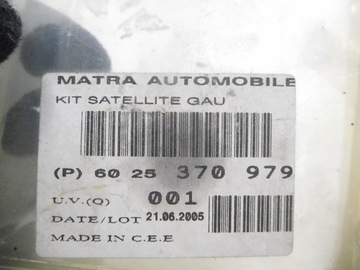 MATRA AUTOMOBILE
KIT SATELLITE GAU
(P) 60 25 370 979
U.V.(Q) 001
DATE/LOT 21.06.2005
MADE IN C.E.E